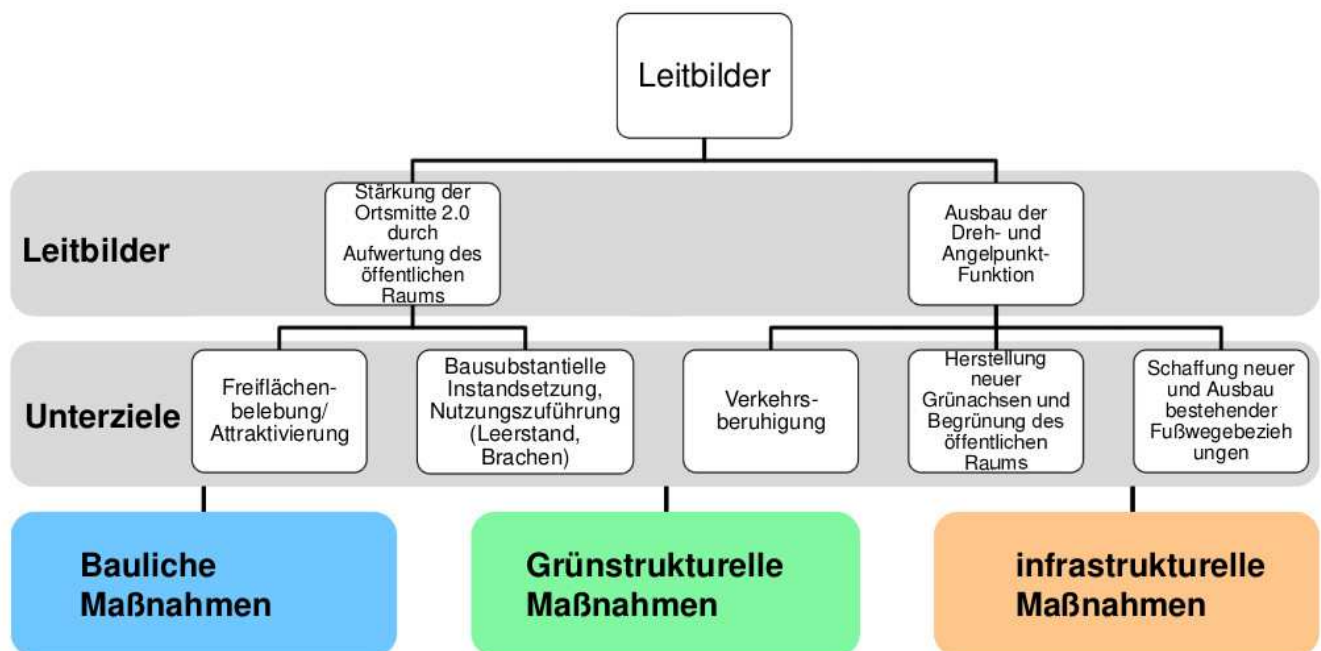 Leitbilder
Leitbilder
Stärkung der
Ortsmitte 2.0
durch
Aufwertung des
öffentlichen
Raums
Ausbau der
Dreh- und
Angelpunkt-
Funktion
Unterziele
Freiflächen-
belebung/
Attraktivierung
Bausubstantielle
Instandsetzung,
Nutzungszuführung
(Leerstand,
Brachen)
Verkehrs-
beruhigung
Herstellung
neuer
Grünachsen und
Begrünung des
öffentlichen
Raums
Schaffung neuer
und Ausbau
bestehender
Fußwegebezieh
ungen
Bauliche
Maßnahmen
Grünstrukturelle
Maßnahmen
infrastrukturelle
Maßnahmen